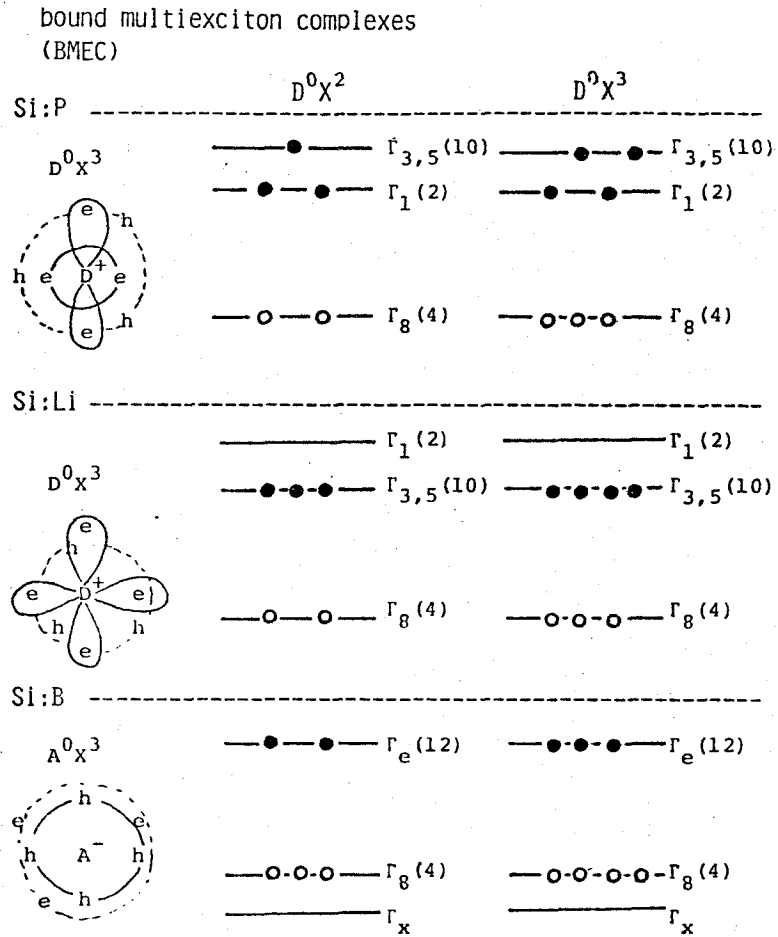 bound multiexciton complexes
(BMEC)
D⁰X² D⁰X³
Si:P
D⁰X³
e h
h e D⁺ e
e h
Γ₃,₅(10) Γ₃,₅(10)
Γ₁(2) Γ₁(2)
Γ₈(4) Γ₈(4)
Si:Li
D⁰X³
e
h
e D⁺ e
h h
e
Γ₁(2) Γ₁(2)
Γ₃,₅(10) Γ₃,₅(10)
Γ₈(4) Γ₈(4)
Si:B
A⁰X³
h
e e
h A⁻ h
e h
Γₑ(12) Γₑ(12)
Γ₈(4) Γ₈(4)
Γₓ Γₓ